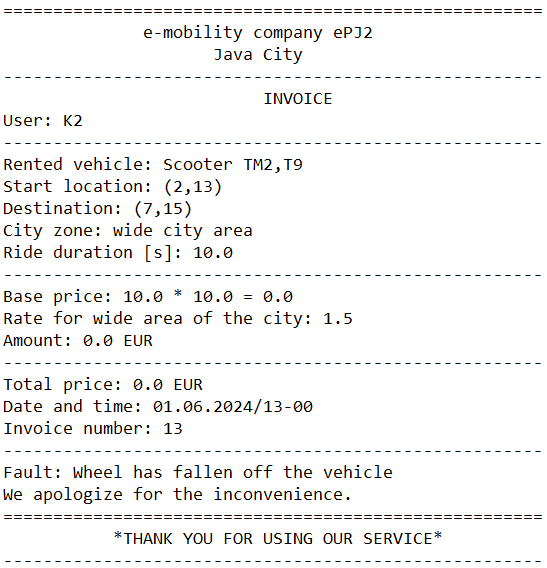 ======================================================
e-mobility company ePJ2
Java City
------------------------------------------------------
INVOICE
User: K2
------------------------------------------------------
Rented vehicle: Scooter TM2,T9
Start location: (2,13)
Destination: (7,15)
City zone: wide city area
Ride duration [s]: 10.0
------------------------------------------------------
Base price: 10.0 * 10.0 = 0.0
Rate for wide area of the city: 1.5
Amount: 0.0 EUR
------------------------------------------------------
Total price: 0.0 EUR
Date and time: 01.06.2024/13-00
Invoice number: 13
------------------------------------------------------
Fault: Wheel has fallen off the vehicle
We apologize for the inconvenience.
======================================================
*THANK YOU FOR USING OUR SERVICE*
------------------------------------------------------